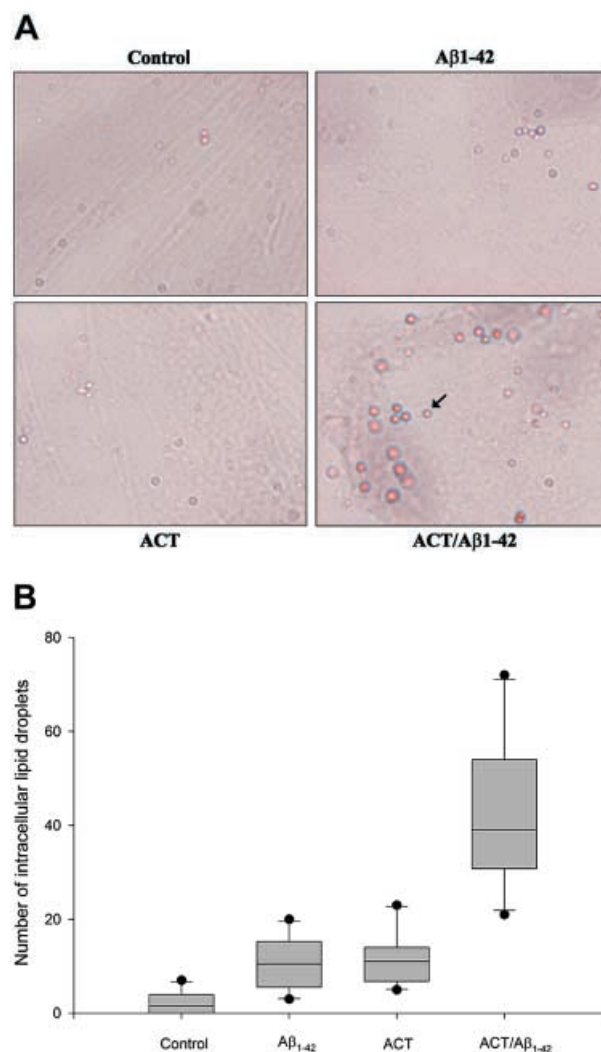 A
Control
Aβ1-42
ACT
ACT/Aβ1-42
B
Number of intracellular lipid droplets
80
60
40
20
0
Control
Aβ₁₋₄₂
ACT
ACT/Aβ₁₋₄₂